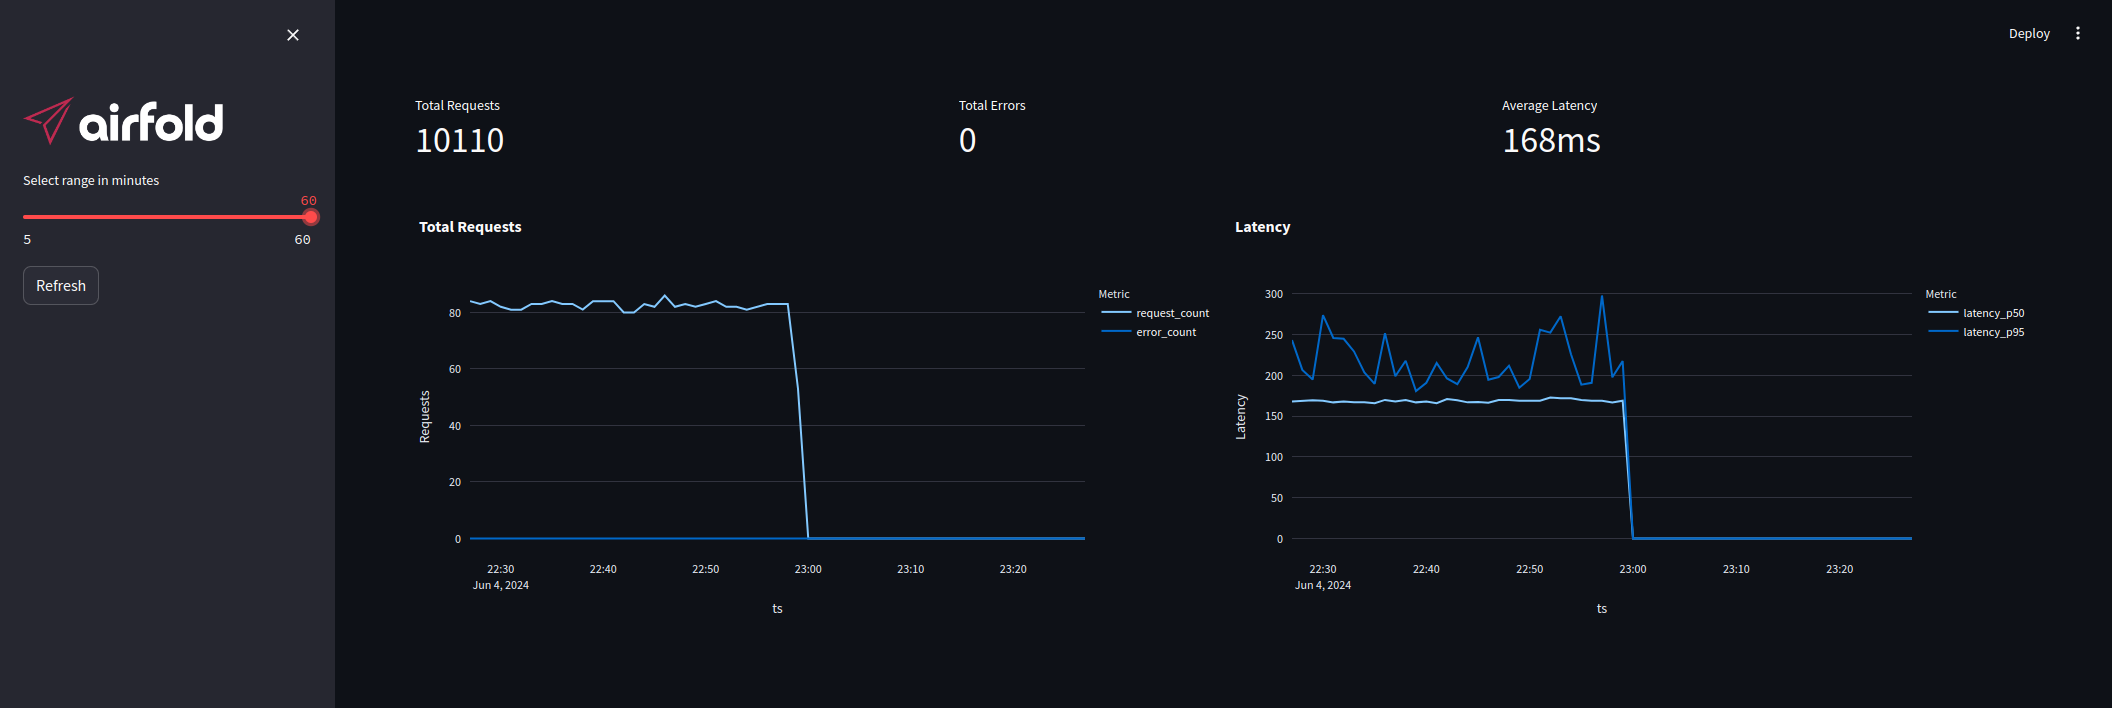 Deploy
airfold
Select range in minutes
60
5 60
Refresh
Total Requests
10110
Total Errors
0
Average Latency
168ms
Total Requests
Requests
80
60
40
20
0
22:30 22:40 22:50 23:00 23:10 23:20
Jun 4, 2024
ts
Metric
request_count
error_count
Latency
Latency
300
250
200
150
100
50
0
22:30 22:40 22:50 23:00 23:10 23:20
Jun 4, 2024
ts
Metric
latency_p50
latency_p95